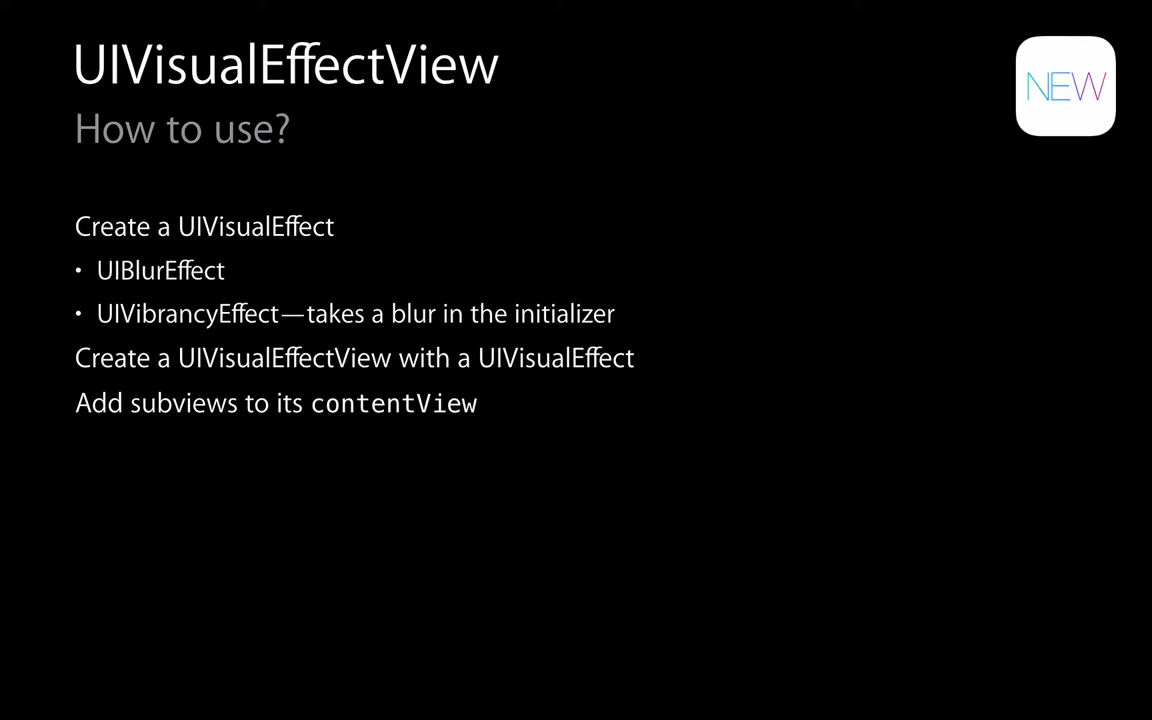 UIVisualEffectView
NEW
How to use?
Create a UIVisualEffect
• UIBlurEffect
• UIVibrancyEffect—takes a blur in the initializer
Create a UIVisualEffectView with a UIVisualEffect
Add subviews to its contentView